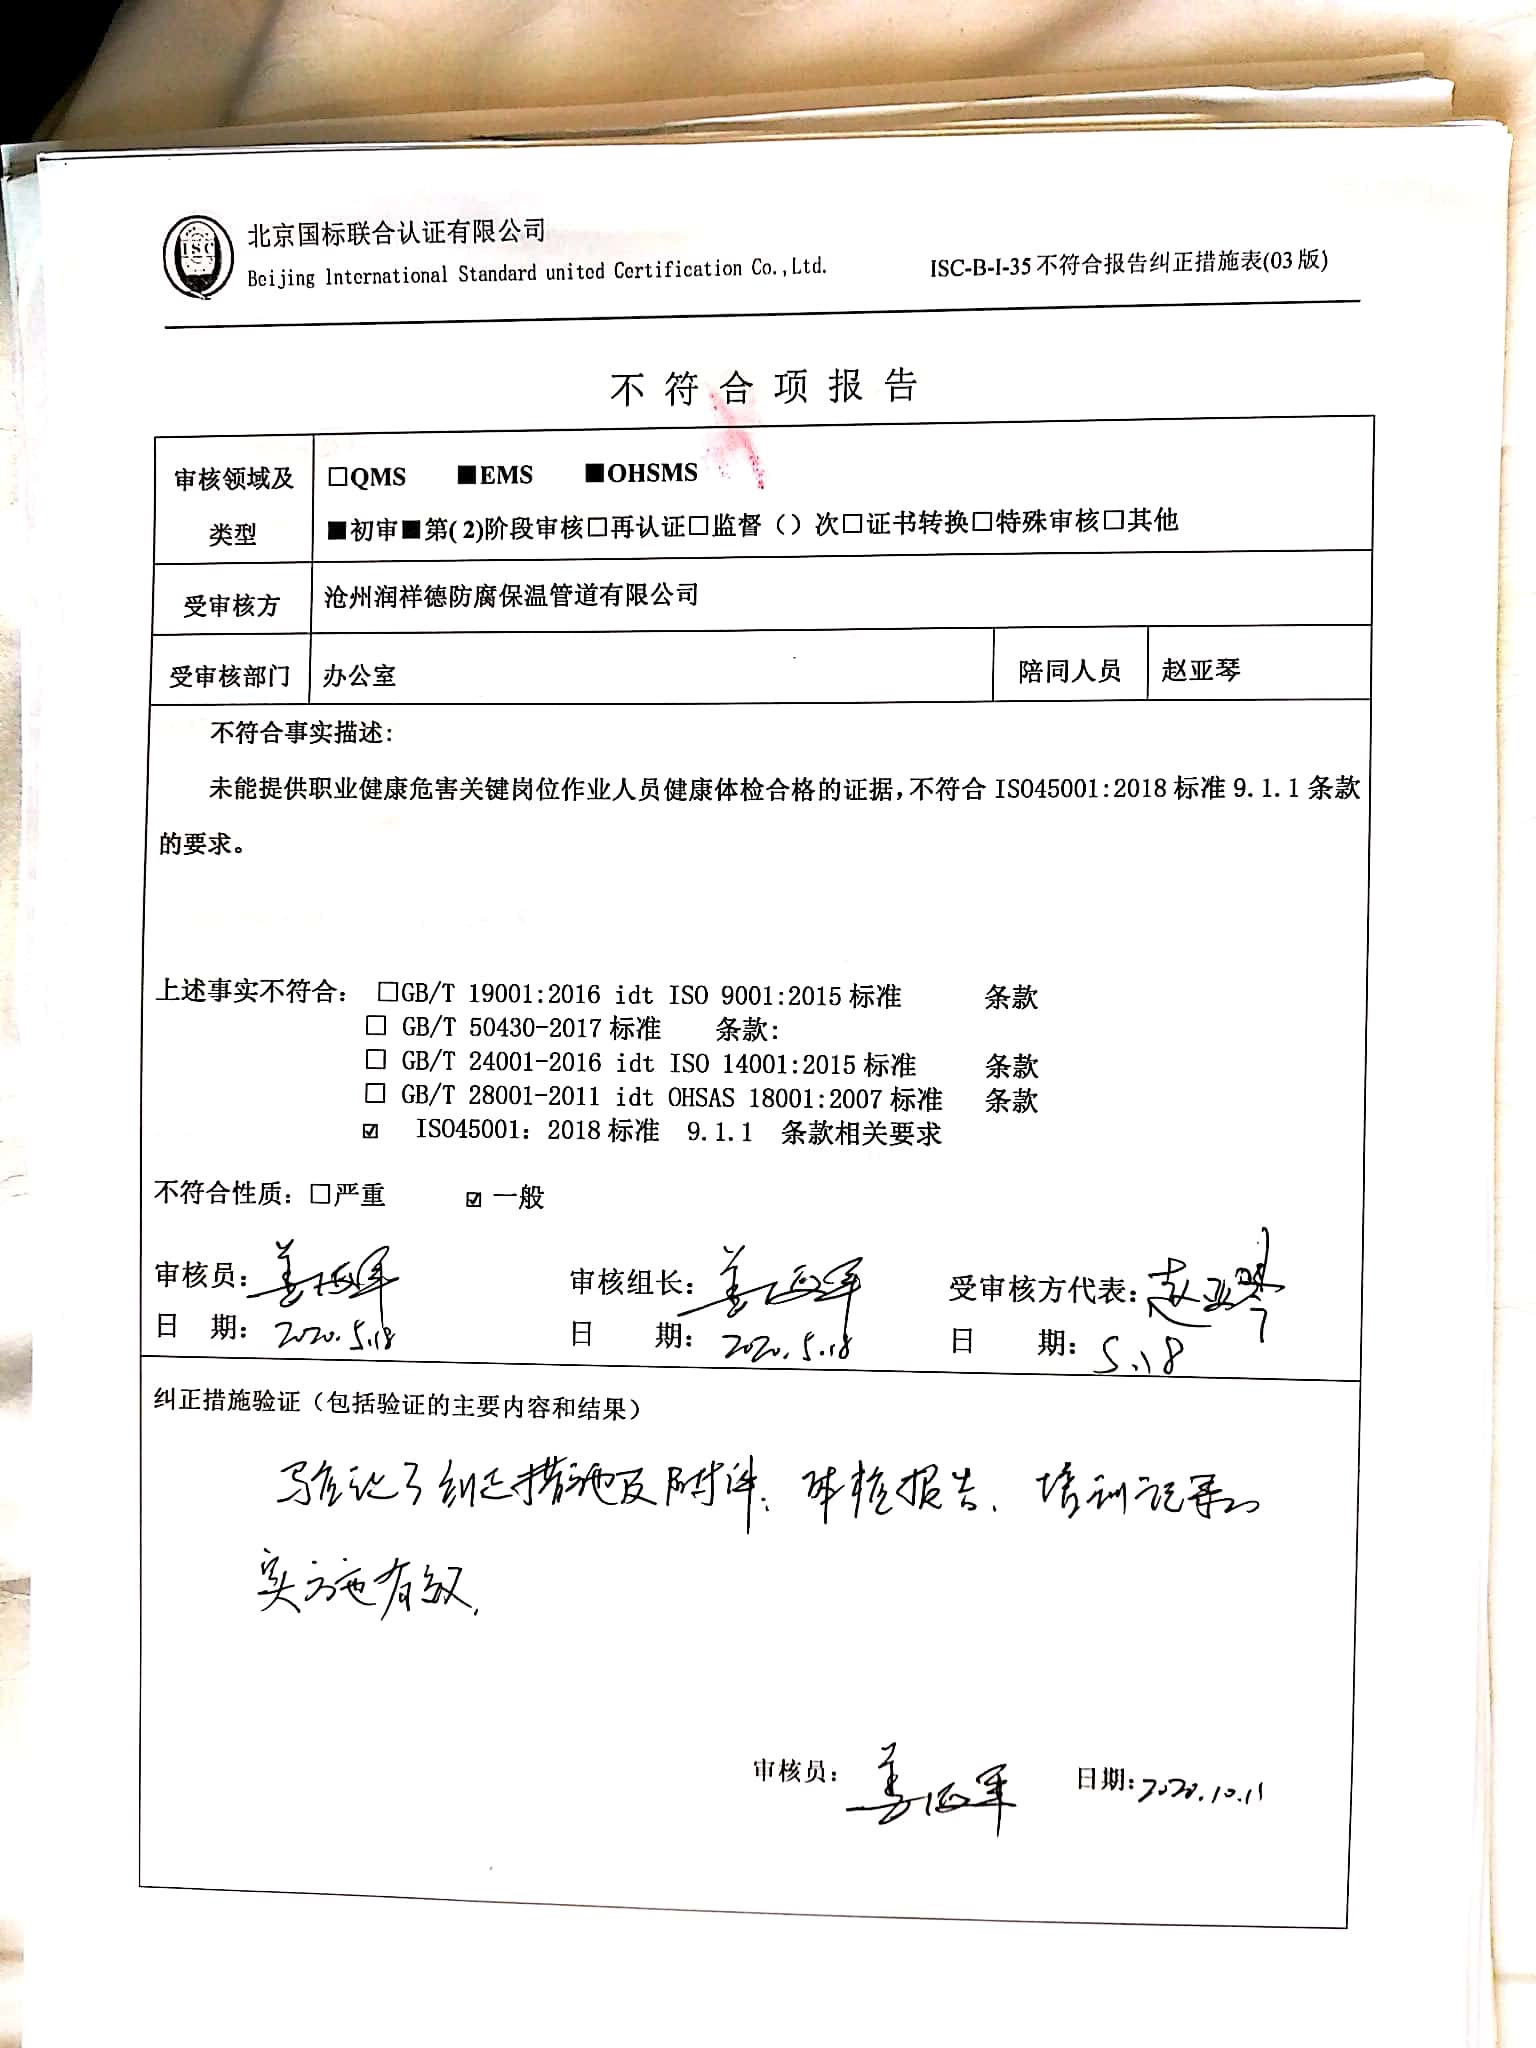 ISC
北京国标联合认证有限公司
Beijing lnternational Standard united Certification Co.,Ltd.
ISC-B-I-35 不符合报告纠正措施表(03 版)
不符合项报告
审核领域及类型
□QMS ■EMS ■OHSMS
■初审■第( 2)阶段审核□再认证□监督（）次□证书转换□特殊审核□其他
受审核方 沧州润祥德防腐保温管道有限公司
受审核部门 办公室 陪同人员 赵亚琴
不符合事实描述:
未能提供职业健康危害关键岗位作业人员健康体检合格的证据,不符合 ISO45001:2018 标准 9.1.1 条款
的要求。
上述事实不符合: □GB/T 19001:2016 idt ISO 9001:2015 标准 条款
□ GB/T 50430-2017 标准 条款:
□ GB/T 24001-2016 idt ISO 14001:2015 标准 条款
□ GB/T 28001-2011 idt OHSAS 18001:2007 标准 条款
☑ ISO45001: 2018 标准 9.1.1 条款相关要求
不符合性质: □严重 ☑ 一般
审核员: 审核组长: 受审核方代表: 赵亚琴
日 期: 2020.5.18 日 期: 2020.5.18 日 期: 5.18
纠正措施验证（包括验证的主要内容和结果）
验证了纠正措施及附件: 体检报告、培训记录
实施有效.
审核员: 日期: 2020.10.11